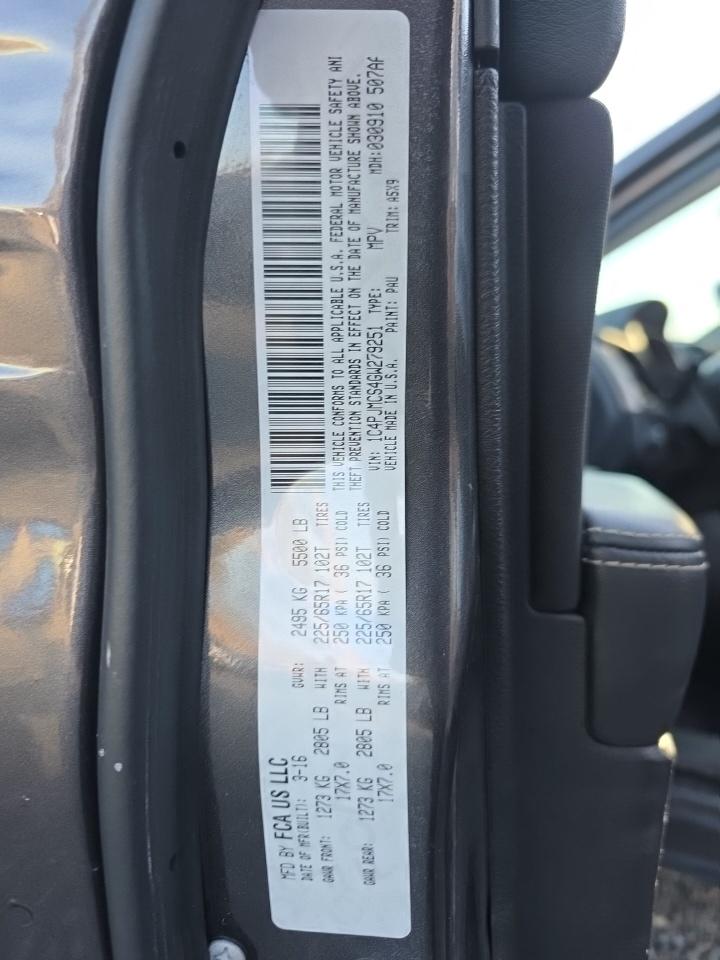 MFD BY FCA US LLC
DATE OF MFR(BUILT): 3-16 GVWR: 2495 KG 5500 LB
GAWR FRONT: 1273 KG 2805 LB WITH 225/65R17 102T TIRES
17X7.0 RIMS AT 250 KPA ( 36 PSI) COLD
GAWR REAR: 1273 KG 2805 LB WITH 225/65R17 102T TIRES
17X7.0 RIMS AT 250 KPA ( 36 PSI) COLD
THIS VEHICLE CONFORMS TO ALL APPLICABLE U.S.A. FEDERAL MOTOR VEHICLE SAFETY AND
THEFT PREVENTION STANDARDS IN EFFECT ON THE DATE OF MANUFACTURE SHOWN ABOVE.
VIN: 1C4PJMCS4GW279251 TYPE: MPV MDH:030910 507AF
VEHICLE MADE IN U.S.A. PAINT: PAU TRIM: A5X9